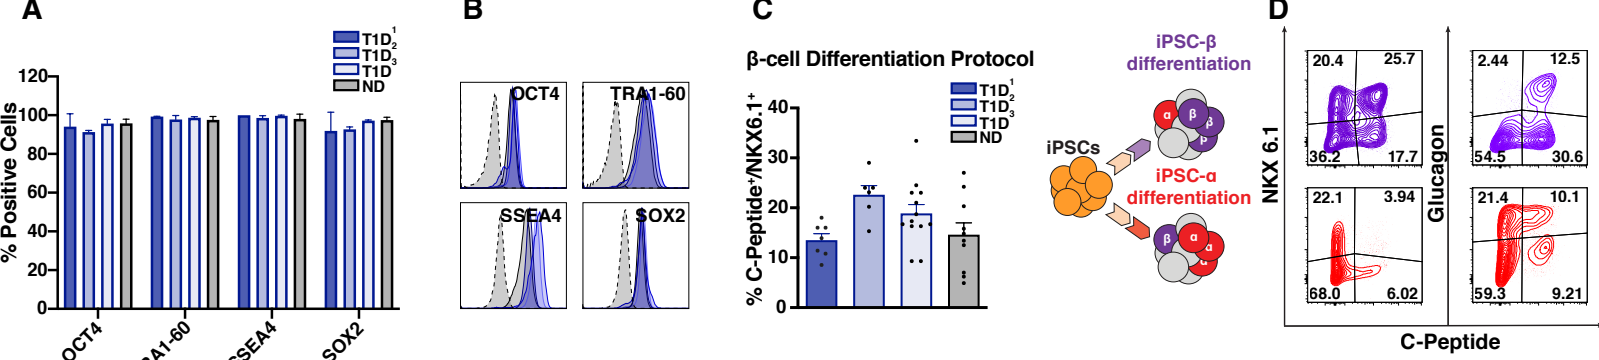 A
T1D1
T1D2
T1D3
ND
% Positive Cells
120
100
80
60
40
20
0
OCT4
RA1-60
SSEA4
SOX2
B
OCT4
TRA1-60
SSEA4
SOX2
C
β-cell Differentiation Protocol
T1D1
T1D2
T1D3
ND
% C-Peptide+/NKX6.1+
40
30
20
10
0
iPSCs
iPSC-β
differentiation
α
β
β
β
iPSC-α
differentiation
β
α
α
α
D
NKX 6.1
20.4 25.7
36.2 17.7
22.1 3.94
68.0 6.02
Glucagon
2.44 12.5
54.5 30.6
21.4 10.1
59.3 9.21
C-Peptide